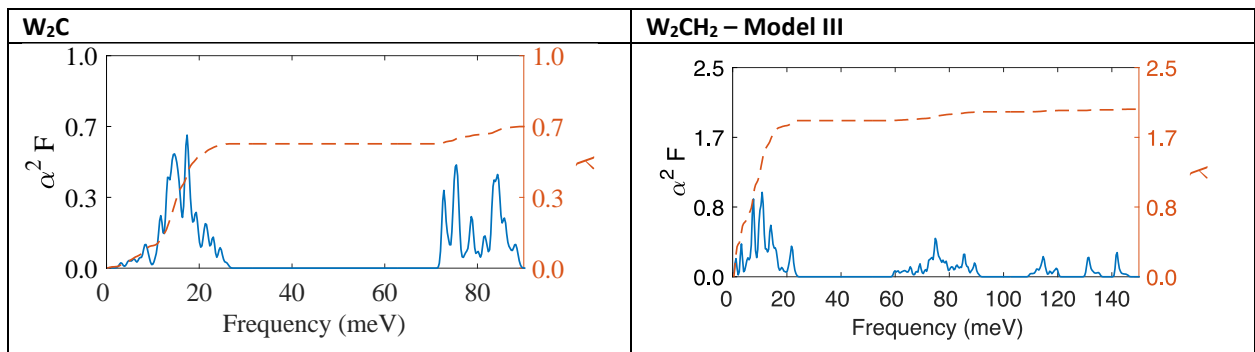 W₂C
1.0
0.7
0.3
0.0
α² F
0 20 40 60 80
Frequency (meV)
1.0
0.7
0.3
0.0
λ
W₂CH₂ – Model III
2.5
1.7
0.8
0.0
α² F
0 20 40 60 80 100 120 140
Frequency (meV)
2.5
1.7
0.8
0.0
λ